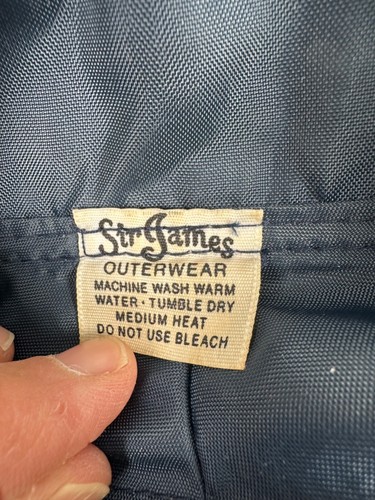 Sir James
OUTERWEAR
MACHINE WASH WARM
WATER • TUMBLE DRY
MEDIUM HEAT
DO NOT USE BLEACH